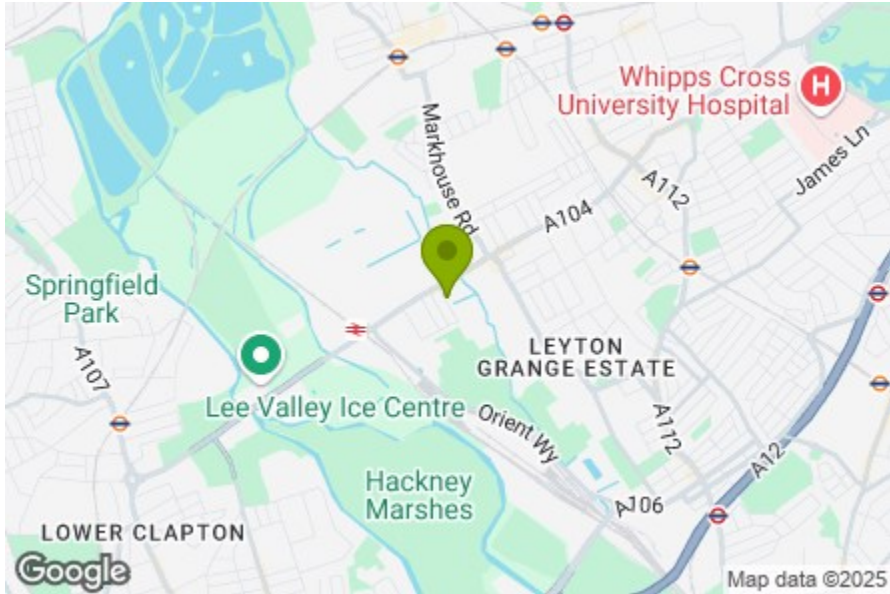 Whipps Cross
University Hospital
H
James Ln
Markhouse Rd
A112
A104
Springfield
Park
A107
LEYTON
GRANGE ESTATE
Lee Valley Ice Centre
Orient Wy
A112
A12
Hackney
Marshes
A106
LOWER CLAPTON
Google
Map data ©2025